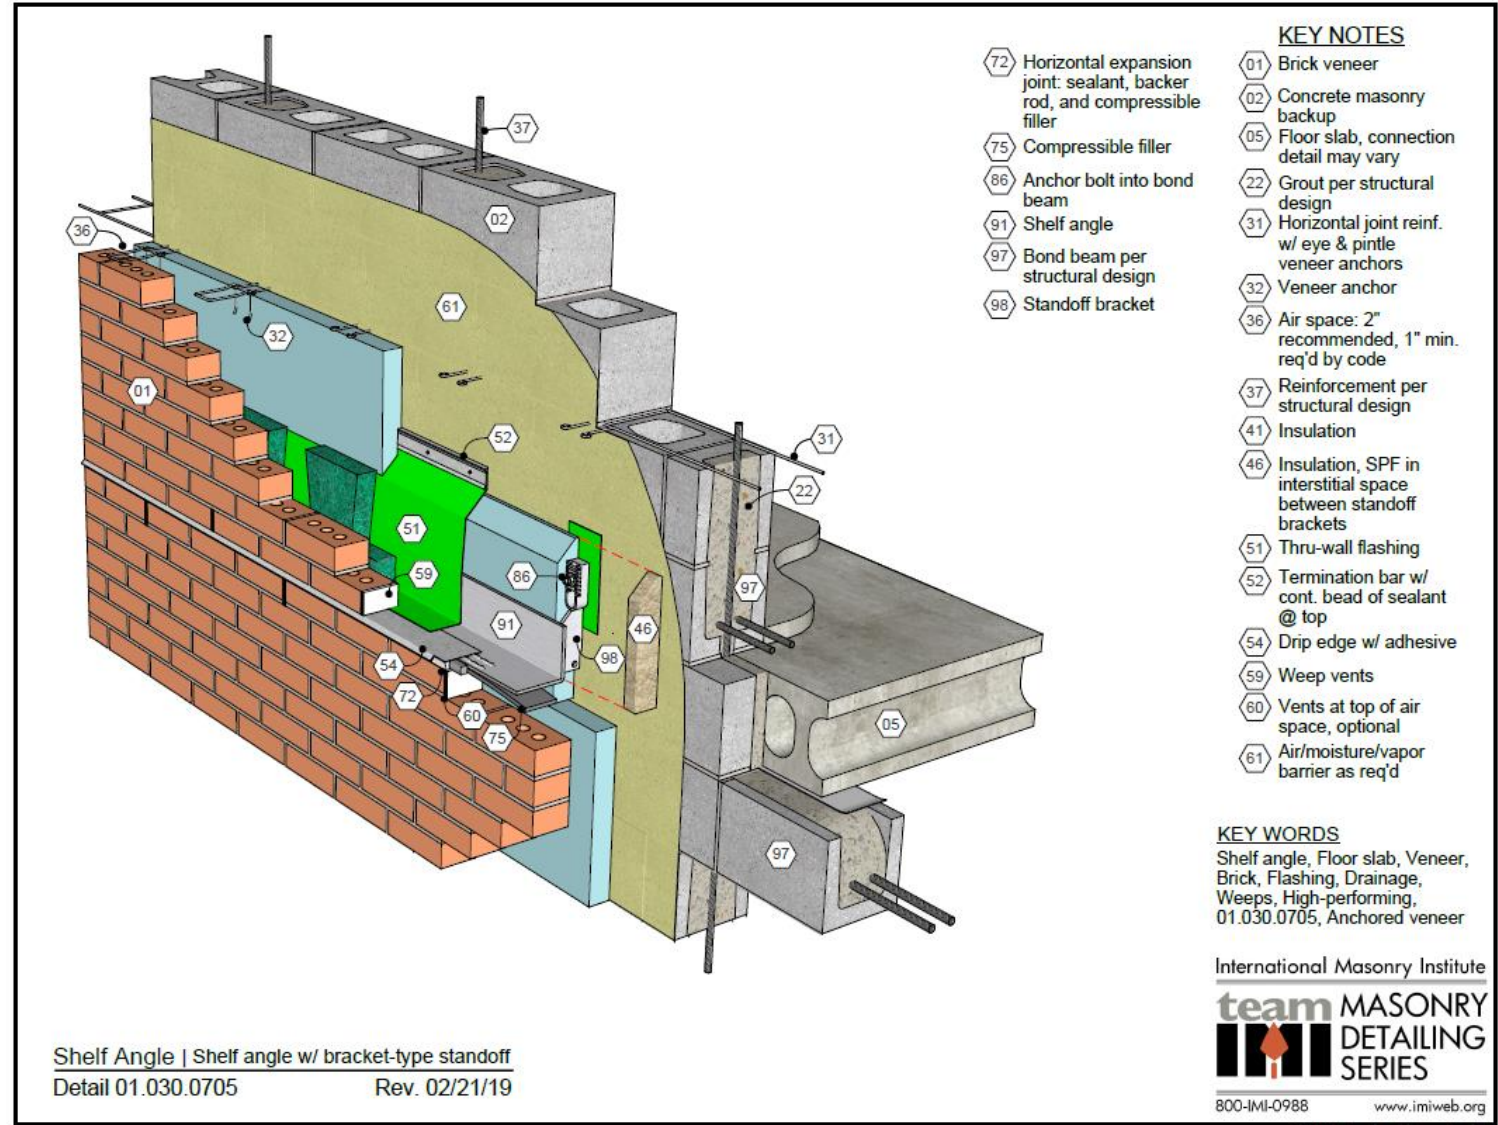 KEY NOTES
01 Brick veneer
02 Concrete masonry
backup
05 Floor slab, connection
detail may vary
22 Grout per structural
design
31 Horizontal joint reinf.
w/ eye & pintle
veneer anchors
32 Veneer anchor
36 Air space: 2"
recommended, 1" min.
req'd by code
37 Reinforcement per
structural design
41 Insulation
46 Insulation, SPF in
interstitial space
between standoff
brackets
51 Thru-wall flashing
52 Termination bar w/
cont. bead of sealant
@ top
54 Drip edge w/ adhesive
59 Weep vents
60 Vents at top of air
space, optional
61 Air/moisture/vapor
barrier as req'd
72 Horizontal expansion
joint: sealant, backer
rod, and compressible
filler
75 Compressible filler
86 Anchor bolt into bond
beam
91 Shelf angle
97 Bond beam per
structural design
98 Standoff bracket
37
02
36
61
32
01
52
31
22
51
59
86
97
91
46
98
54
72
60
75
05
97
KEY WORDS
Shelf angle, Floor slab, Veneer,
Brick, Flashing, Drainage,
Weeps, High-performing,
01.030.0705, Anchored veneer
International Masonry Institute
team MASONRY
IMI DETAILING
SERIES
800-IMI-0988 www.imiweb.org
Shelf Angle | Shelf angle w/ bracket-type standoff
Detail 01.030.0705 Rev. 02/21/19